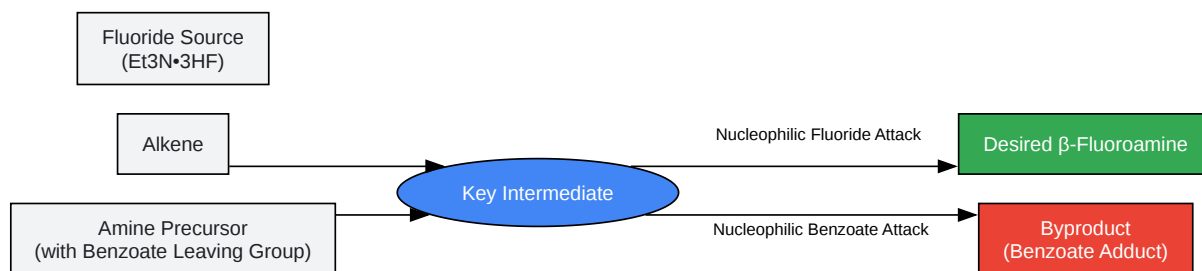 Fluoride Source
(Et3N•3HF)
Alkene
Amine Precursor
(with Benzoate Leaving Group)
Key Intermediate
Nucleophilic Fluoride Attack
Nucleophilic Benzoate Attack
Desired β-Fluoroamine
Byproduct
(Benzoate Adduct)